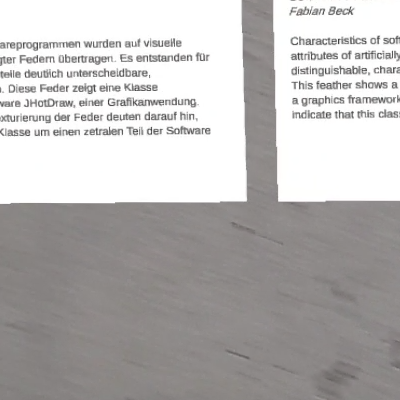 areprogrammen wurden auf visuelle
gter Federn übertragen. Es entstanden für
teile deutlich unterscheidbare,
. Diese Feder zeigt eine Klasse
ware JHotDraw, einer Grafikanwendung.
xturierung der Feder deuten darauf hin,
Klasse um einen zetralen Teil der Software
Fabian Beck
Characteristics of sof
attributes of artificially
distinguishable, chara
This feather shows a
a graphics framework
indicate that this clas